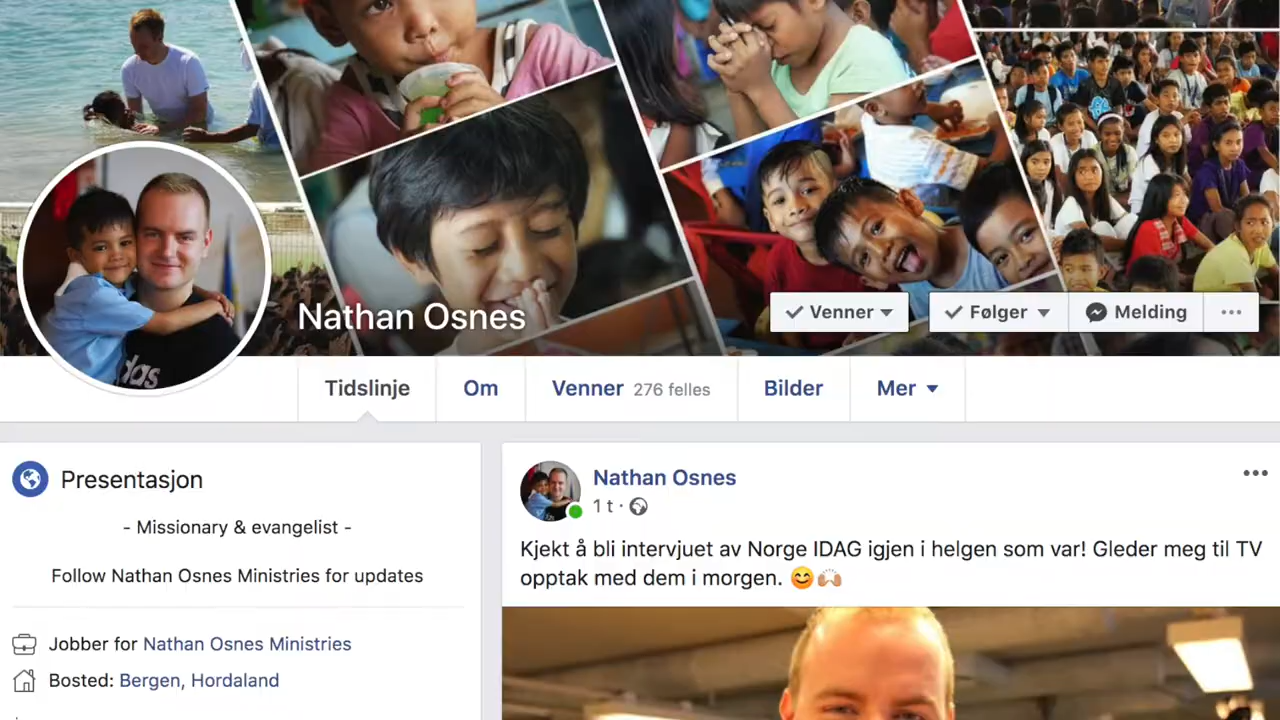 Nathan Osnes
Venner
Følger
Melding
Tidslinje
Om
Venner 276 felles
Bilder
Mer
Presentasjon
- Missionary & evangelist -
Follow Nathan Osnes Ministries for updates
Jobber for Nathan Osnes Ministries
Bosted: Bergen, Hordaland
Nathan Osnes
1 t ·
Kjekt å bli intervjuet av Norge IDAG igjen i helgen som var! Gleder meg til TV
opptak med dem i morgen. 😊🙌🏼